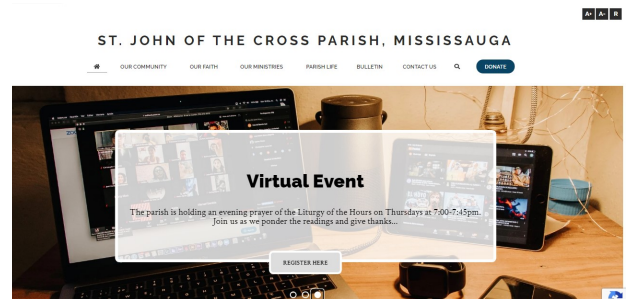 A+ A- R
ST. JOHN OF THE CROSS PARISH, MISSISSAUGA
OUR COMMUNITY OUR FAITH OUR MINISTRIES PARISH LIFE BULLETIN CONTACT US DONATE
Virtual Event
The parish is holding an evening prayer of the Liturgy of the Hours on Thursdays at 7:00-7:45pm.
Join us as we ponder the readings and give thanks...
REGISTER HERE